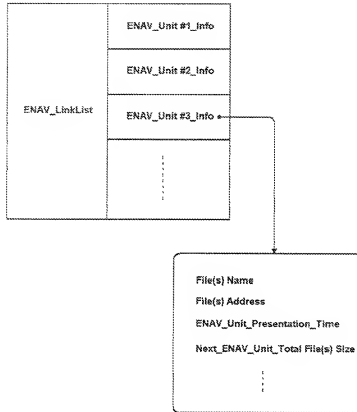 ENAV_Unit #1_Info
ENAV_Unit #2_Info
ENAV_LinkList
ENAV_Unit #3_Info
File(s) Name
File(s) Address
ENAV_Unit_Presentation_Time
Next_ENAV_Unit_Total File(s) Size